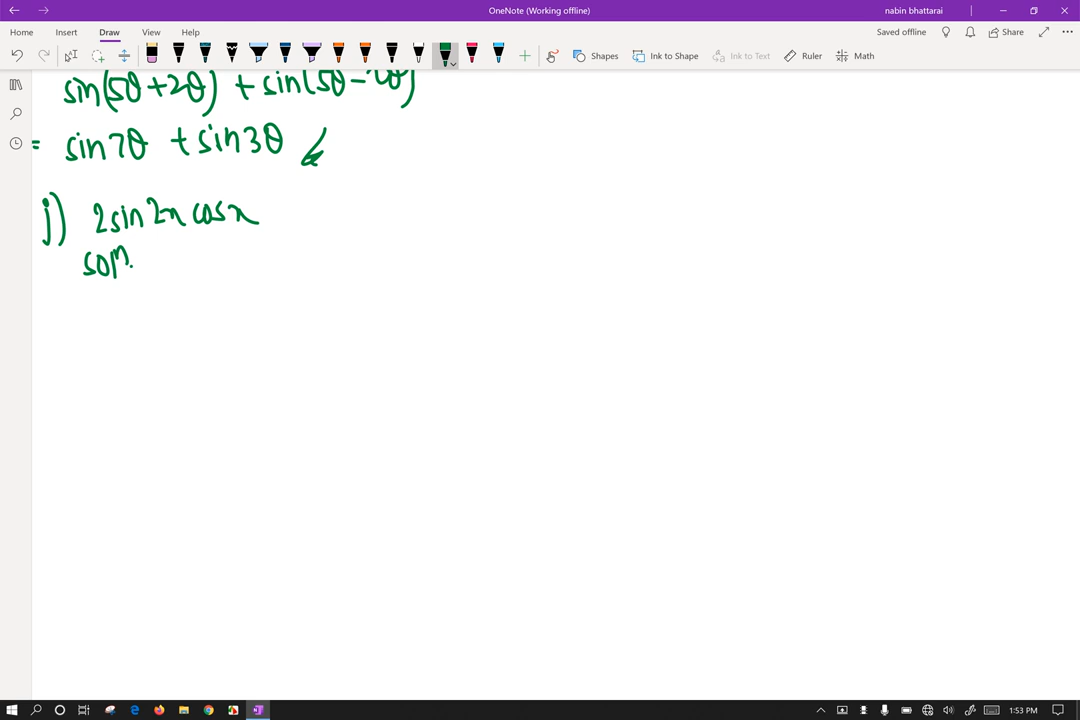 OneNote (Working offline)
nabin bhattarai
Home Insert Draw View Help
Saved offline
Share
Shapes
Ink to Shape
Ink to Text
Ruler
Math
sin(5θ+2θ) + sin(5θ-2θ)
= sin7θ + sin3θ
j) 2sin2x cosx
solⁿ.
1:53 PM